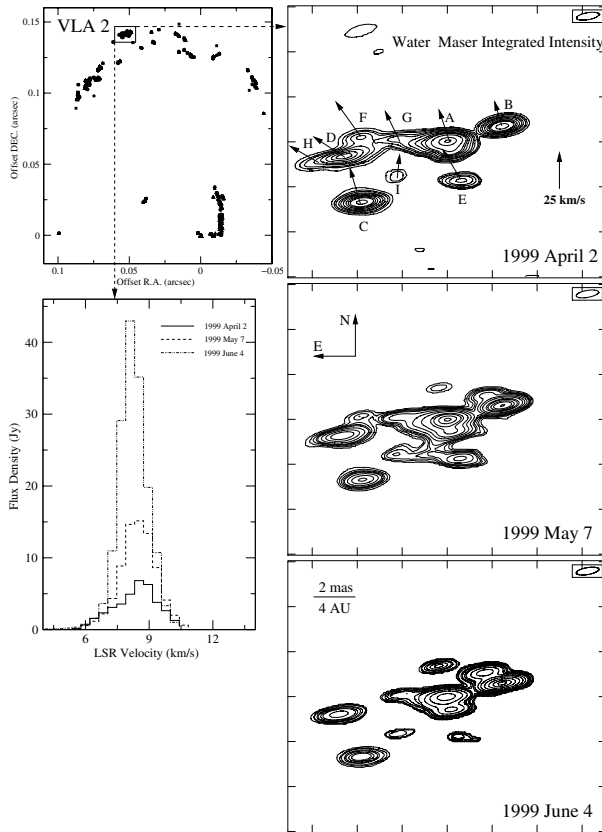 VLA 2
0.15
0.1
0.05
0
Offset DEC. (arcsec)
0.1
0.05
0
−0.05
Offset R.A. (arcsec)
Water Maser Integrated Intensity
B
A
F
G
D
H
I
E
C
25 km/s
1999 April 2
40
30
20
10
5
0
Flux Density (Jy)
1999 April 2
1999 May 7
1999 June 4
6
9
12
LSR Velocity (km/s)
N
E
1999 May 7
2 mas
4 AU
1999 June 4